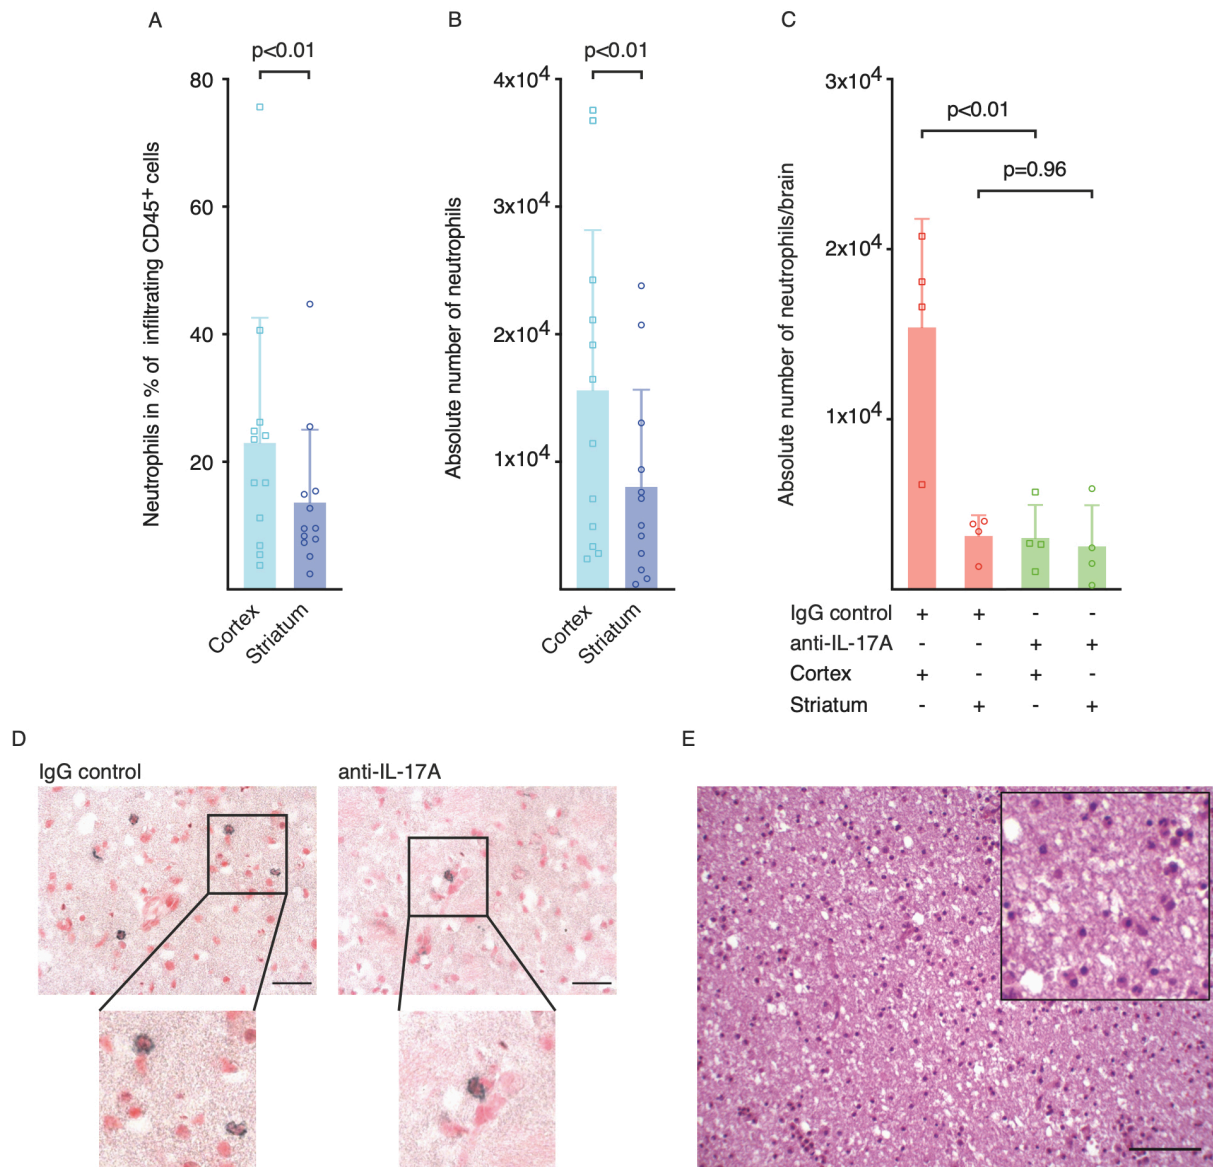 A
B
C
p<0.01
p<0.01
p<0.01
p=0.96
Neutrophils in % of infiltrating CD45+ cells
80
60
40
20
Cortex
Striatum
Absolute number of neutrophils
4x10⁴
3x10⁴
2x10⁴
1x10⁴
Cortex
Striatum
Absolute number of neutrophils/brain
3x10⁴
2x10⁴
1x10⁴
IgG control + + - -
anti-IL-17A - - + +
Cortex + - + -
Striatum - + - +
D
E
IgG control
anti-IL-17A